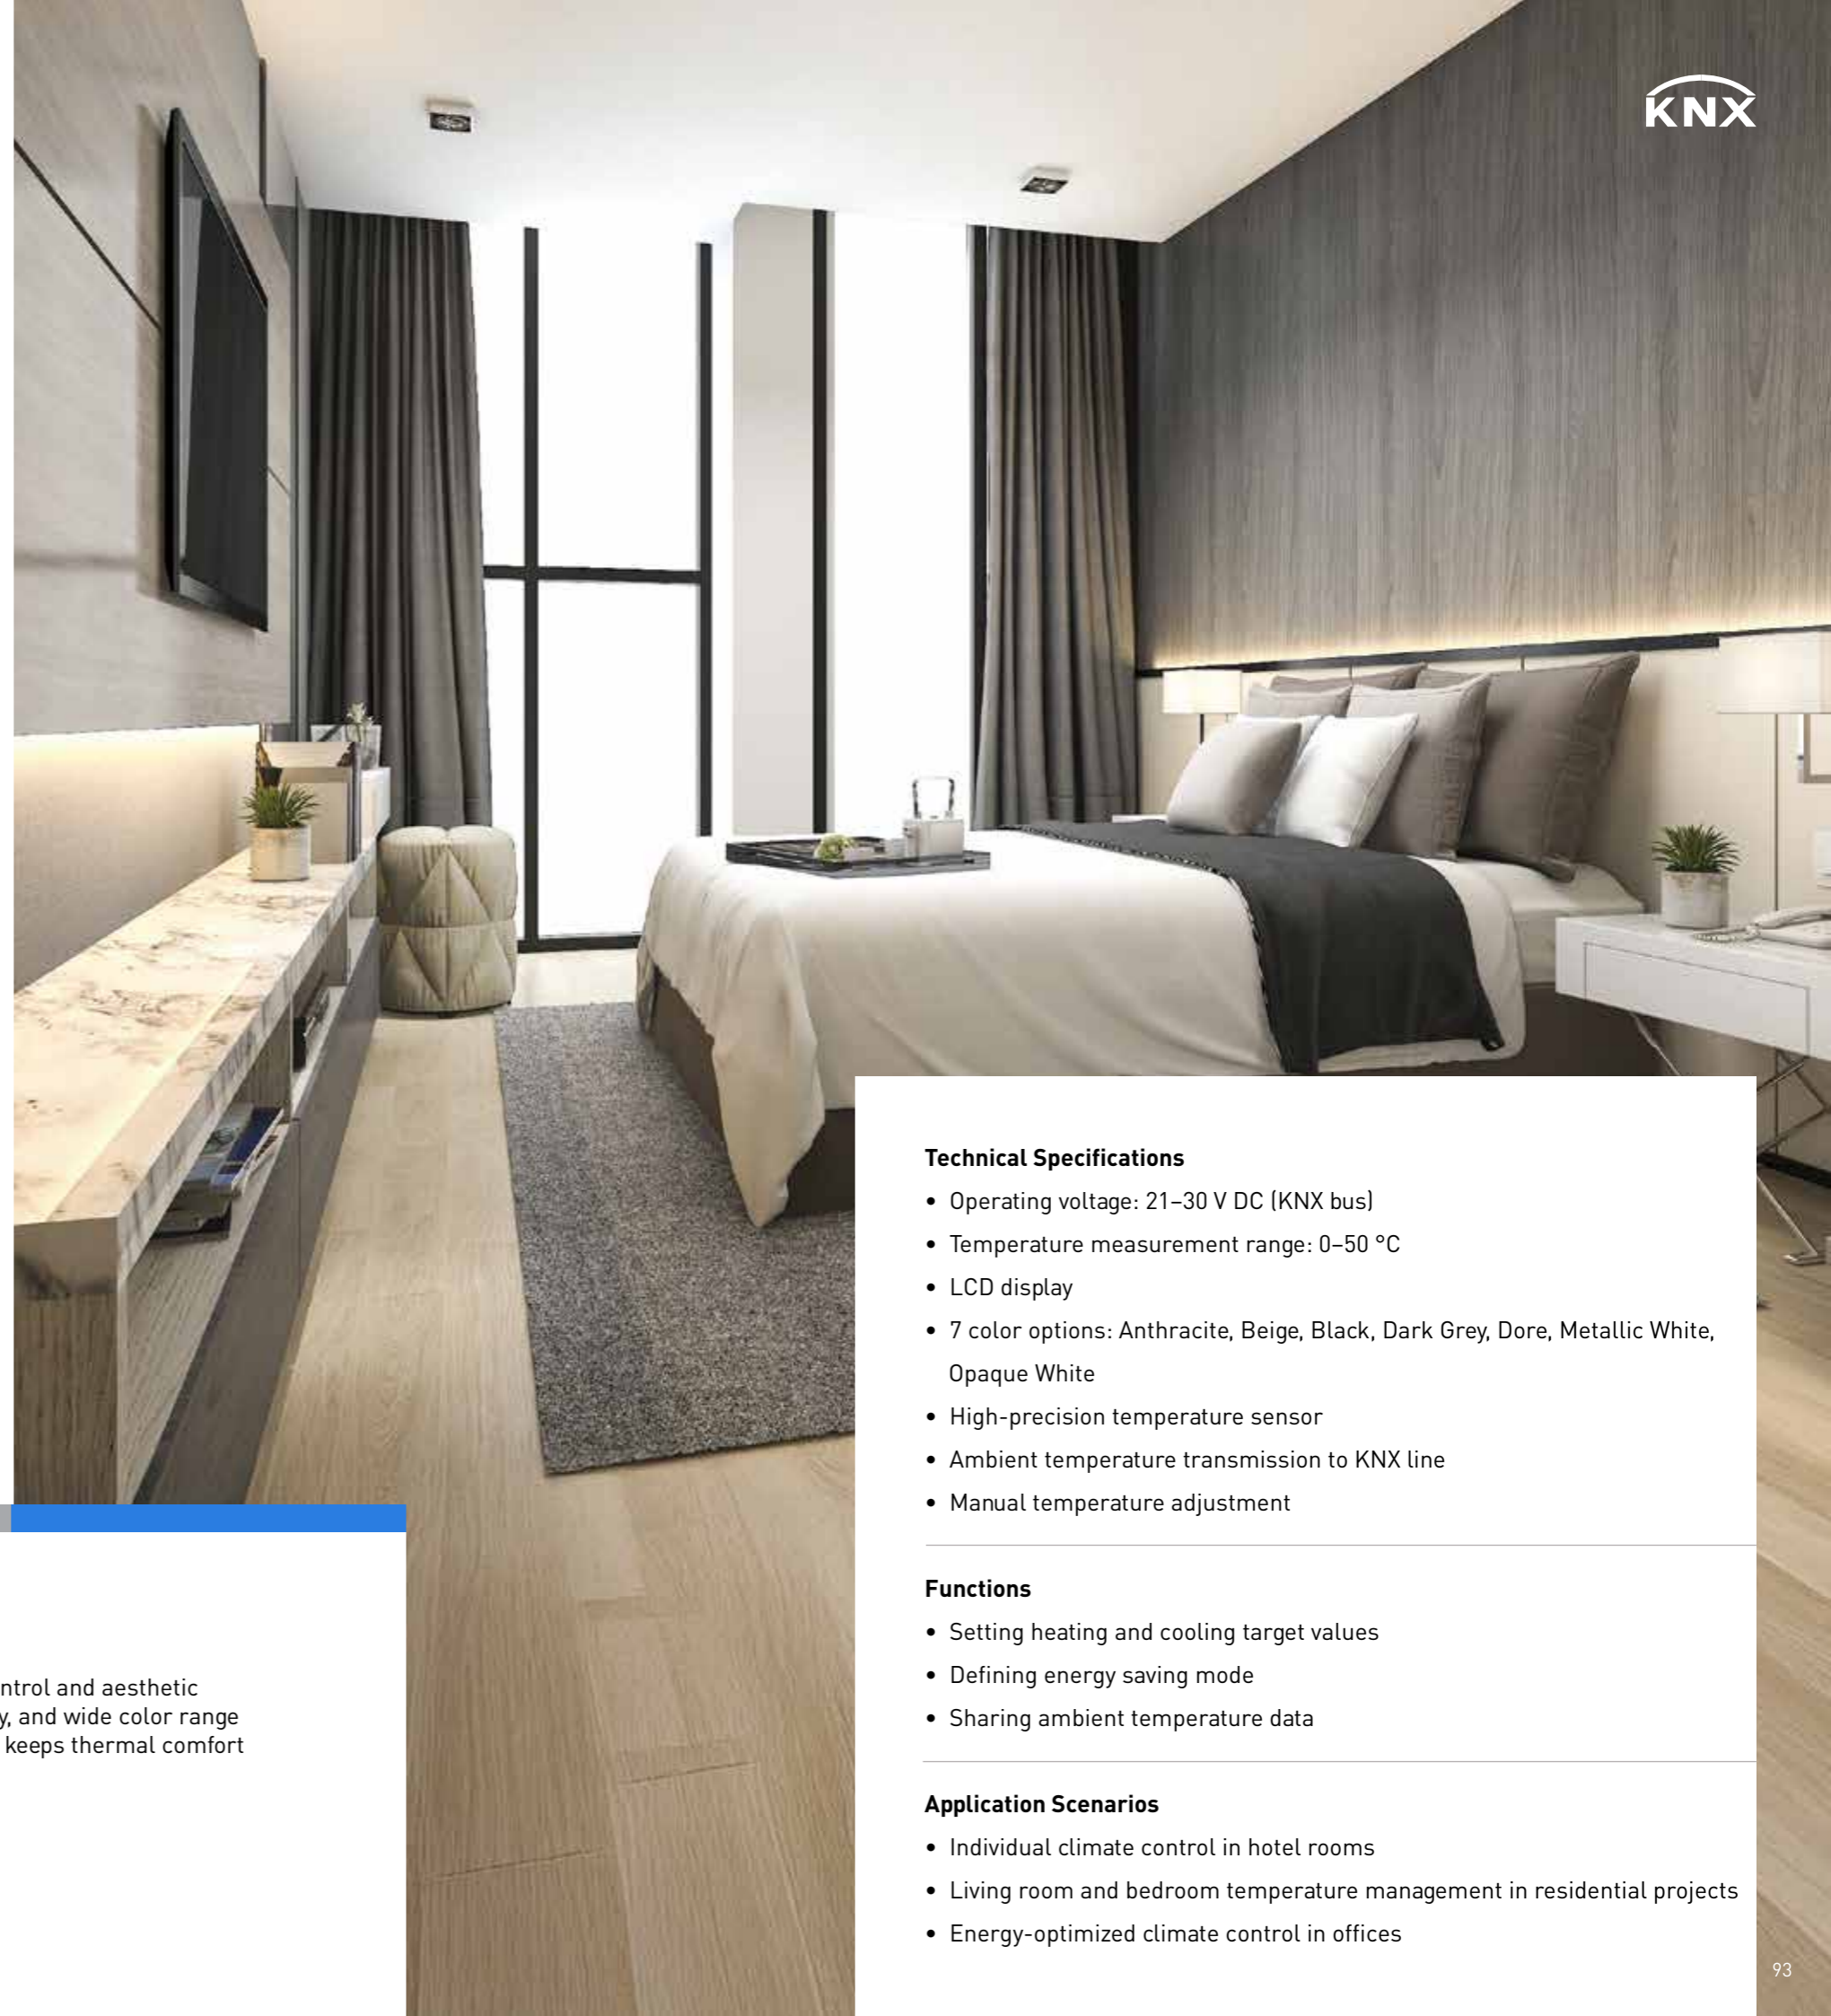 KNX
Technical Specifications
• Operating voltage: 21–30 V DC (KNX bus)
• Temperature measurement range: 0–50 °C
• LCD display
• 7 color options: Anthracite, Beige, Black, Dark Grey, Dore, Metallic White,
Opaque White
• High-precision temperature sensor
• Ambient temperature transmission to KNX line
• Manual temperature adjustment
Functions
• Setting heating and cooling target values
• Defining energy saving mode
• Sharing ambient temperature data
Application Scenarios
• Individual climate control in hotel rooms
• Living room and bedroom temperature management in residential projects
• Energy-optimized climate control in offices
ntrol and aesthetic
y, and wide color range
keeps thermal comfort
93